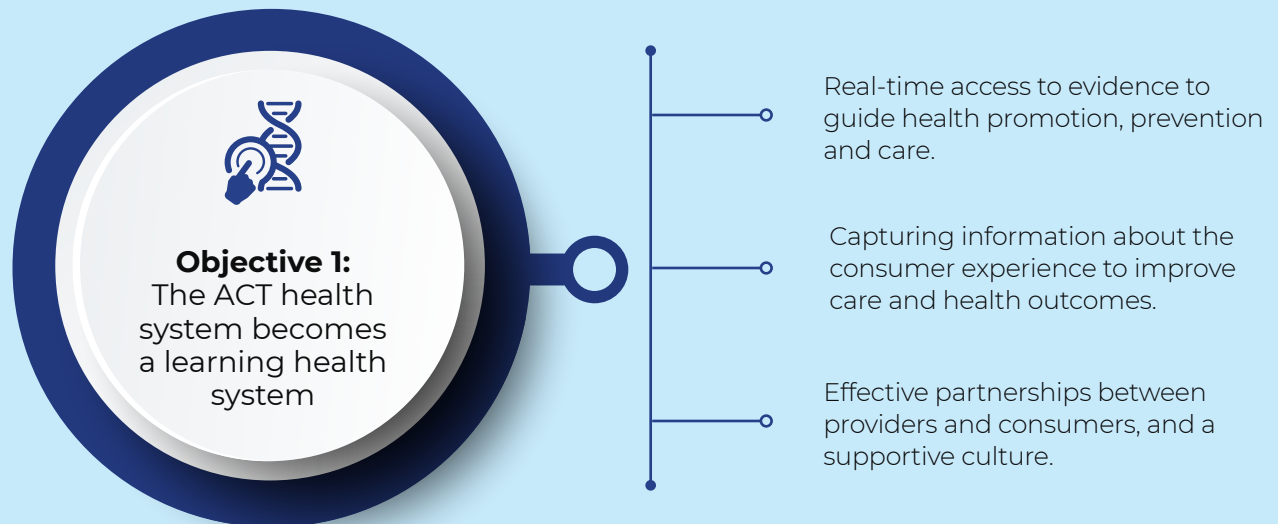 Objective 1:
The ACT health
system becomes
a learning health
system
Real-time access to evidence to
guide health promotion, prevention
and care.
Capturing information about the
consumer experience to improve
care and health outcomes.
Effective partnerships between
providers and consumers, and a
supportive culture.